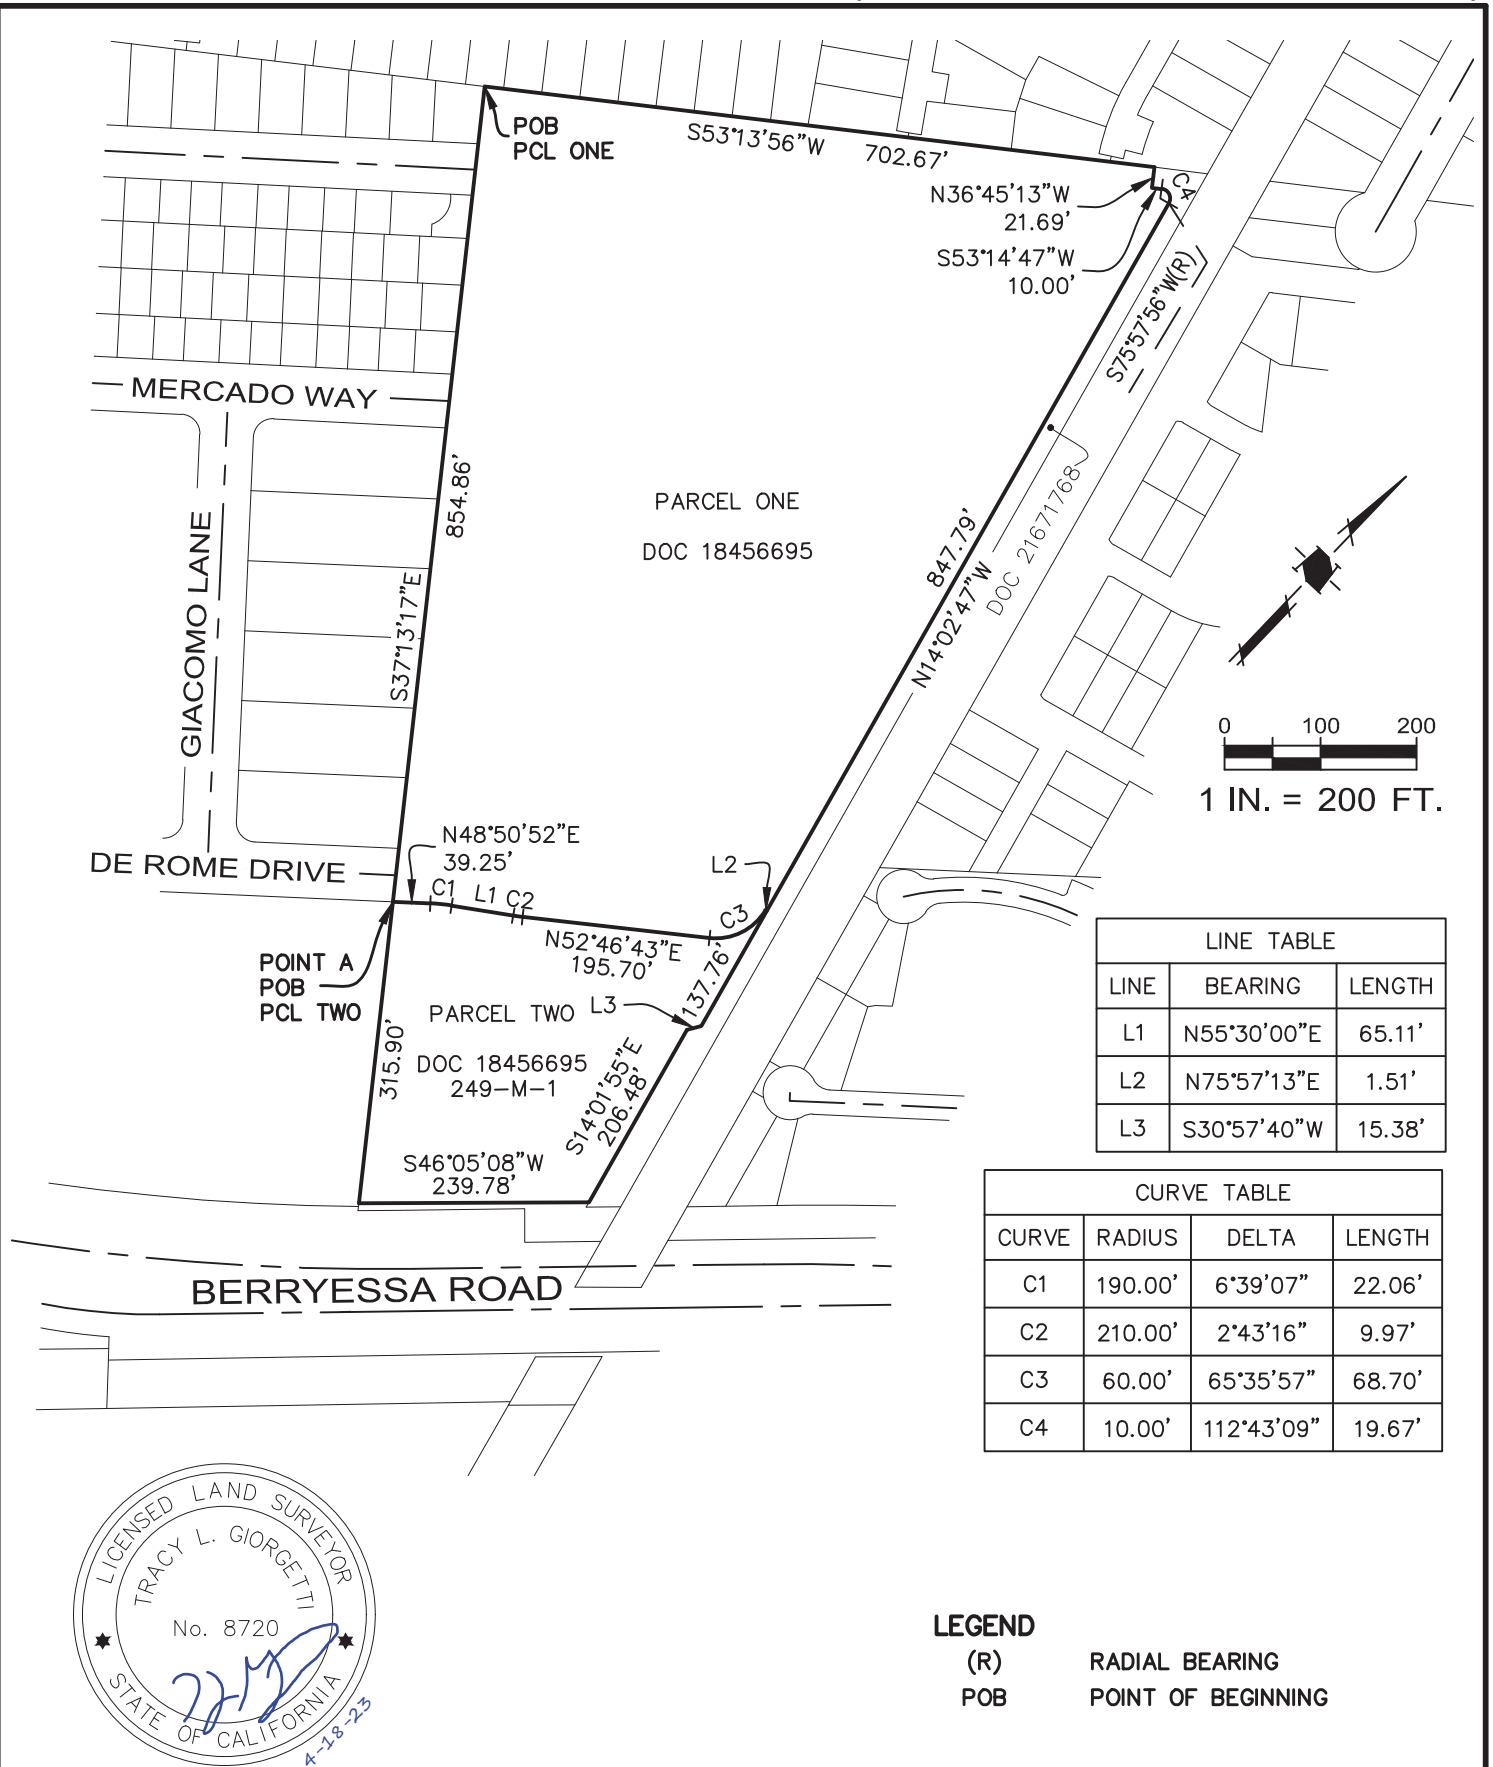 POB
PCL ONE
S53°13'56"W 702.67'
N36°45'13"W
21.69'
C4
S53°14'47"W
10.00'
S75°57'56"W(R)
MERCADO WAY
GIACOMO LANE
854.86'
S37°13'17"E
PARCEL ONE
DOC 18456695
847.79'
N14°02'47"W
DOC 21671768
0 100 200
1 IN. = 200 FT.
DE ROME DRIVE
N48°50'52"E
39.25'
C1
L1
C2
L2
C3
N52°46'43"E
195.70'
137.76'
L3
POINT A
POB
PCL TWO
PARCEL TWO
DOC 18456695
249-M-1
315.90'
S14°01'55"E
206.48'
S46°05'08"W
239.78'
BERRYESSA ROAD
LINE TABLE
LINE BEARING LENGTH
L1 N55°30'00"E 65.11'
L2 N75°57'13"E 1.51'
L3 S30°57'40"W 15.38'
CURVE TABLE
CURVE RADIUS DELTA LENGTH
C1 190.00' 6°39'07" 22.06'
C2 210.00' 2°43'16" 9.97'
C3 60.00' 65°35'57" 68.70'
C4 10.00' 112°43'09" 19.67'
LICENSED LAND SURVEYOR
TRACY L. GIORGETTI
No. 8720
STATE OF CALIFORNIA
4-18-23
LEGEND
(R) RADIAL BEARING
POB POINT OF BEGINNING